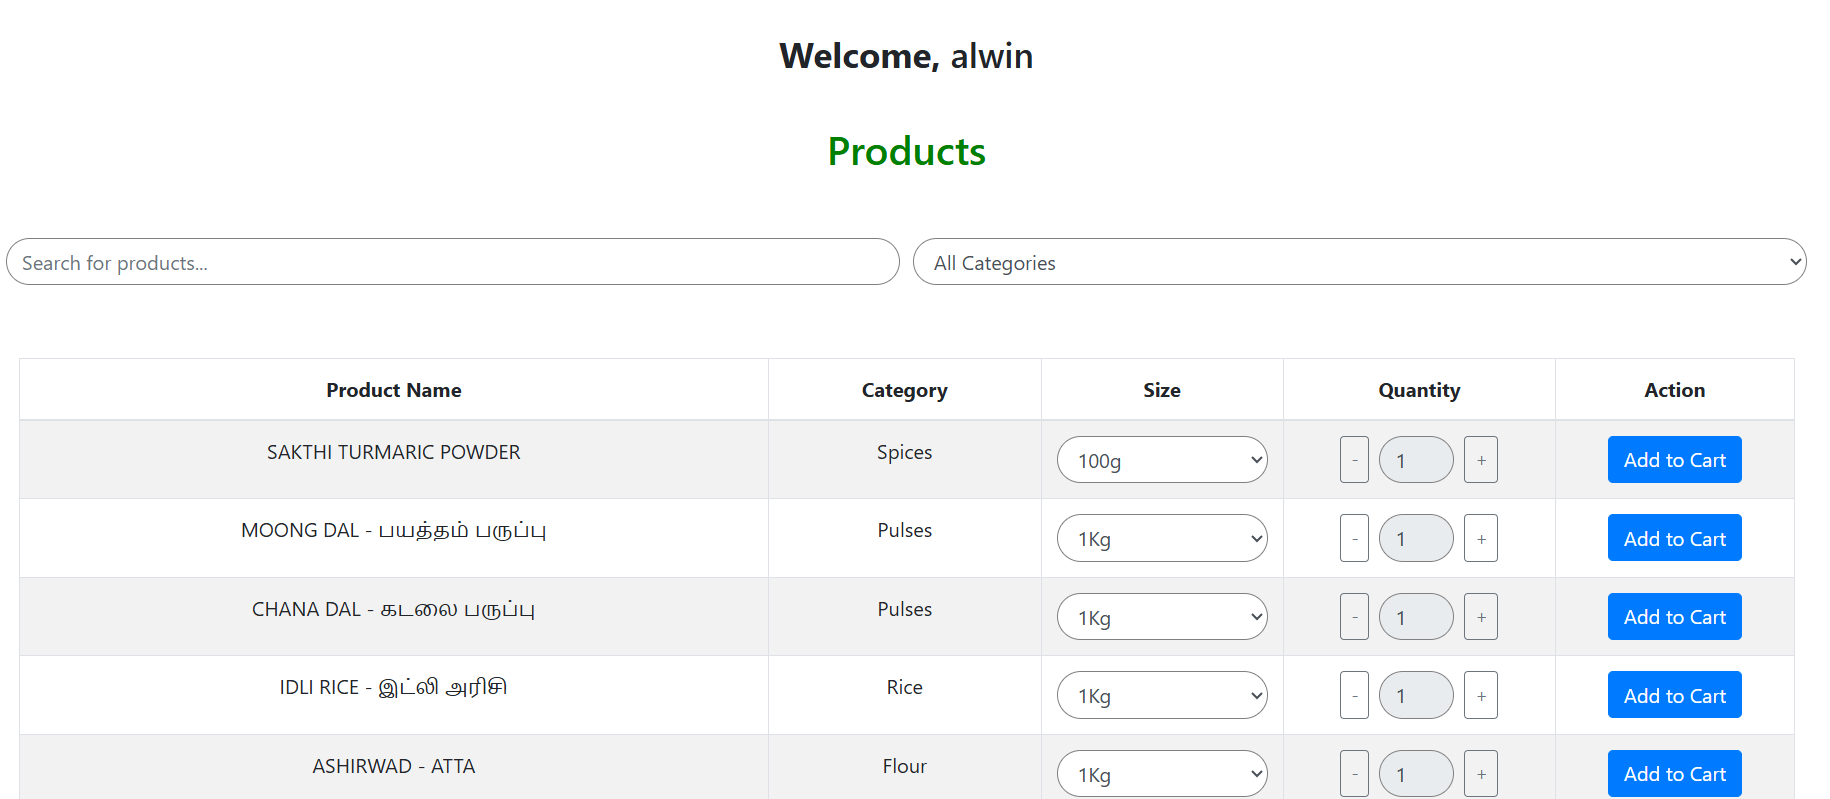 Welcome, alwin
Products
Search for products...
All Categories
Product Name Category Size Quantity Action
SAKTHI TURMARIC POWDER Spices 100g - 1 + Add to Cart
MOONG DAL - பயத்தம் பருப்பு Pulses 1Kg - 1 + Add to Cart
CHANA DAL - கடலை பருப்பு Pulses 1Kg - 1 + Add to Cart
IDLI RICE - இட்லி அரிசி Rice 1Kg - 1 + Add to Cart
ASHIRWAD - ATTA Flour 1Kg - 1 + Add to Cart